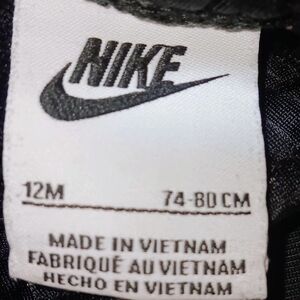 NIKE
12M 74-80 CM
MADE IN VIETNAM
FABRIQUÉ AU VIETNAM
HECHO EN VIETNAM